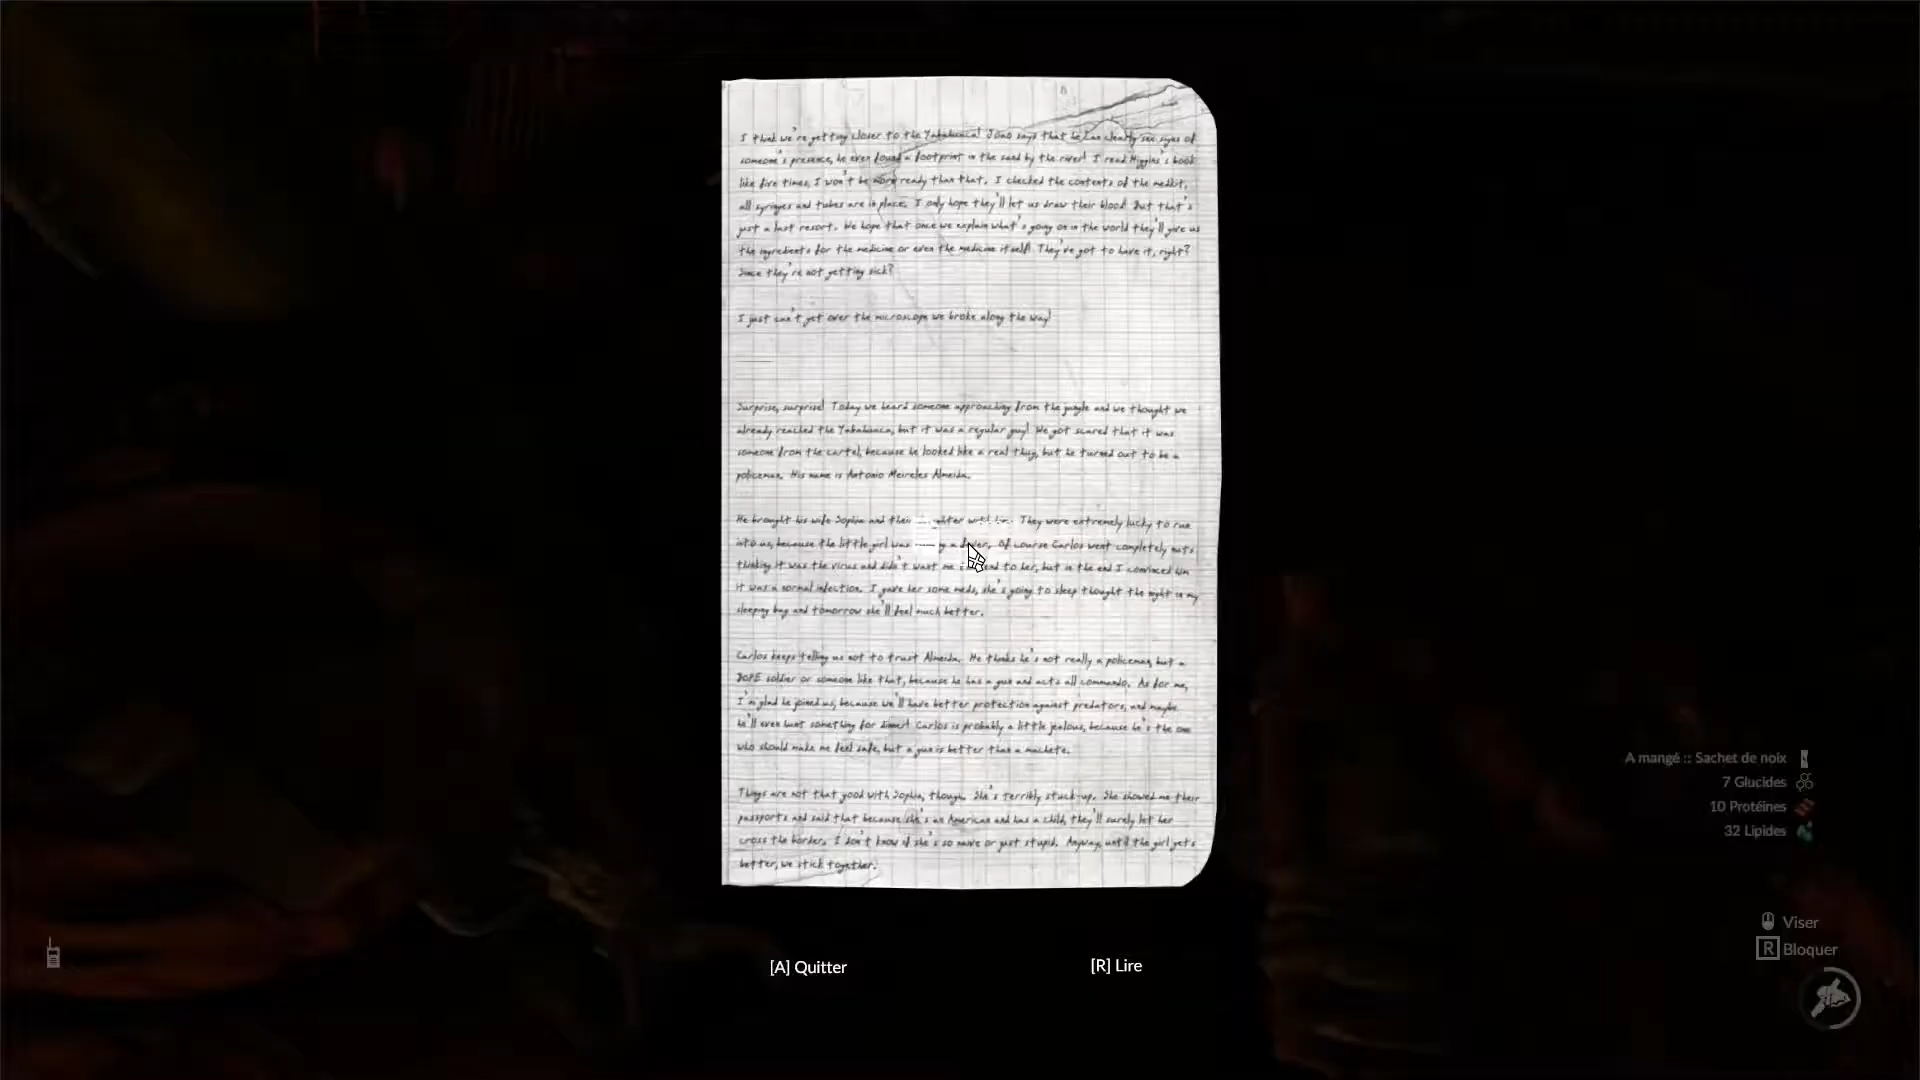 I think we're getting closer to the Yabahuaca! João says that he can clearly see signs of
someone's presence, he even found a footprint in the sand by the river! I read Higgins's book
like five times, I won't be more ready than that. I checked the contents of the medkit,
all syringes and tubes are in place. I only hope they'll let us draw their blood. But that's
just a last resort. We hope that once we explain what's going on in the world they'll give us
the ingredients for the medicine or even the medicine itself! They've got to have it, right?
Since they're not getting sick?
I just can't get over the microscope we broke along the way!
Surprise, surprise! Today we heard someone approaching from the jungle and we thought we
already reached the Yabahuaca, but it was a regular guy! We got scared that it was
someone from the cartel, because he looked like a real thug, but he turned out to be a
policeman. His name is Antonio Meireles Almeida.
He brought his wife Sophia and their with him. They were extremely lucky to run
into us, because the little girl was a fever. Of course Carlos went completely nuts
thinking it was the virus and didn't want me to tend to her, but in the end I convinced him
it was a normal infection. I gave her some meds, she's going to sleep thought the night in my
sleeping bag and tomorrow she'll feel much better.
Carlos keeps telling us not to trust Almeida. He thinks he's not really a policeman, but a
BOPE soldier or someone like that, because he has a gun and acts all commando. As for me,
I'm glad he joined us, because we'll have better protection against predators, and maybe
he'll even hunt something for dinner! Carlos is probably a little jealous, because he's the one
who should make me feel safe, but a gun is better than a machete.
Things are not that good with Sophia, though. She's terribly stuck-up. She showed me their
passports and said that because she's an American and has a child, they'll surely let her
cross the border. I don't know if she's so naive or just stupid. Anyway, until the girl gets
better, we stick together.
A mangé :: Sachet de noix
7 Glucides
10 Protéines
32 Lipides
Viser
[R] Bloquer
[A] Quitter
[R] Lire